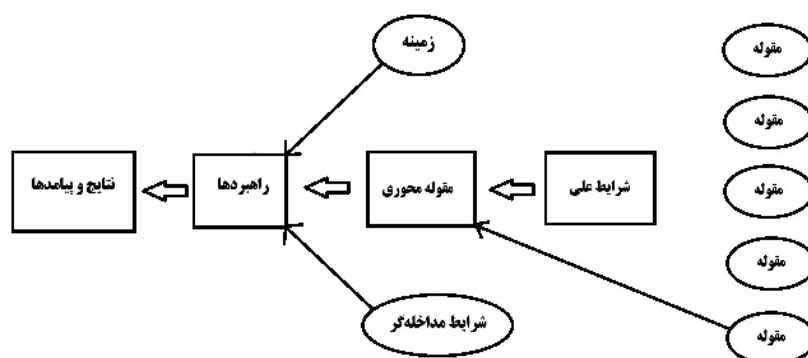 زمینه
مقوله
مقوله
مقوله
مقوله
مقوله
شرایط علی
مقوله محوری
راهبردها
نتایج و پیامدها
شرایط مداخله‌گر